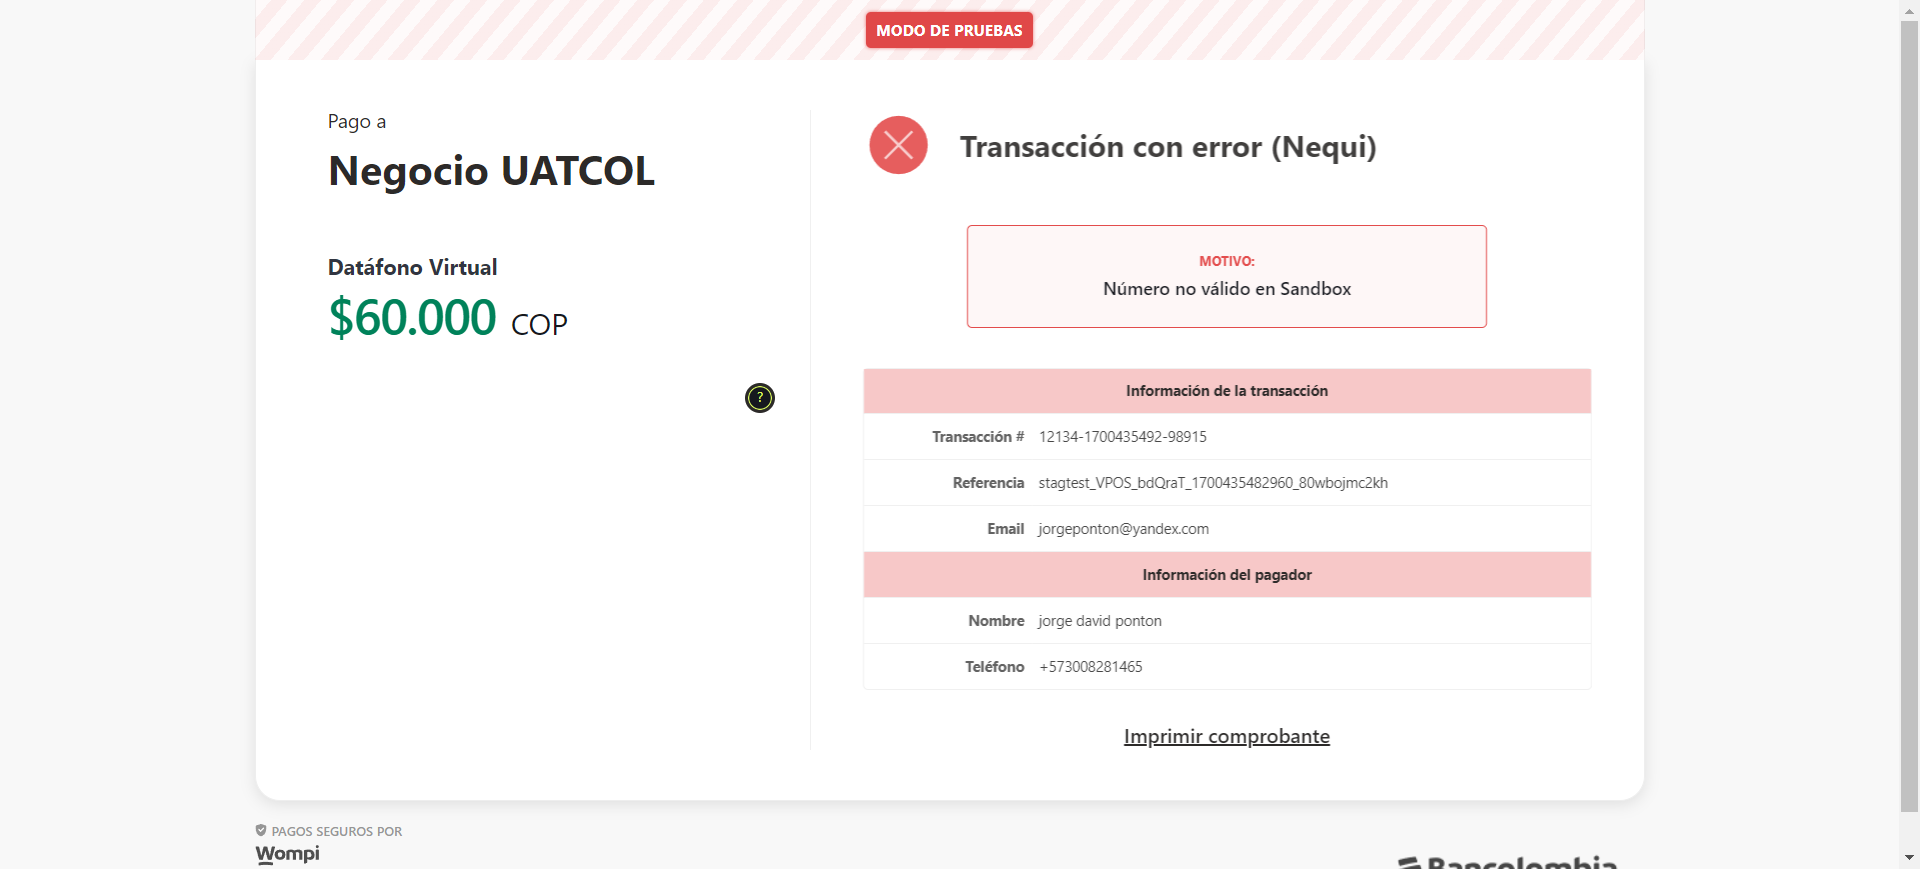 MODO DE PRUEBAS
Pago a
Negocio UATCOL
Datáfono Virtual
$60.000 COP
?
Transacción con error (Nequi)
MOTIVO:
Número no válido en Sandbox
Información de la transacción
Transacción # 12134-1700435492-98915
Referencia stagtest_VPOS_bdQraT_1700435482960_80wbojmc2kh
Email jorgeponton@yandex.com
Información del pagador
Nombre jorge david ponton
Teléfono +573008281465
Imprimir comprobante
PAGOS SEGUROS POR
Wompi
Bancolombia